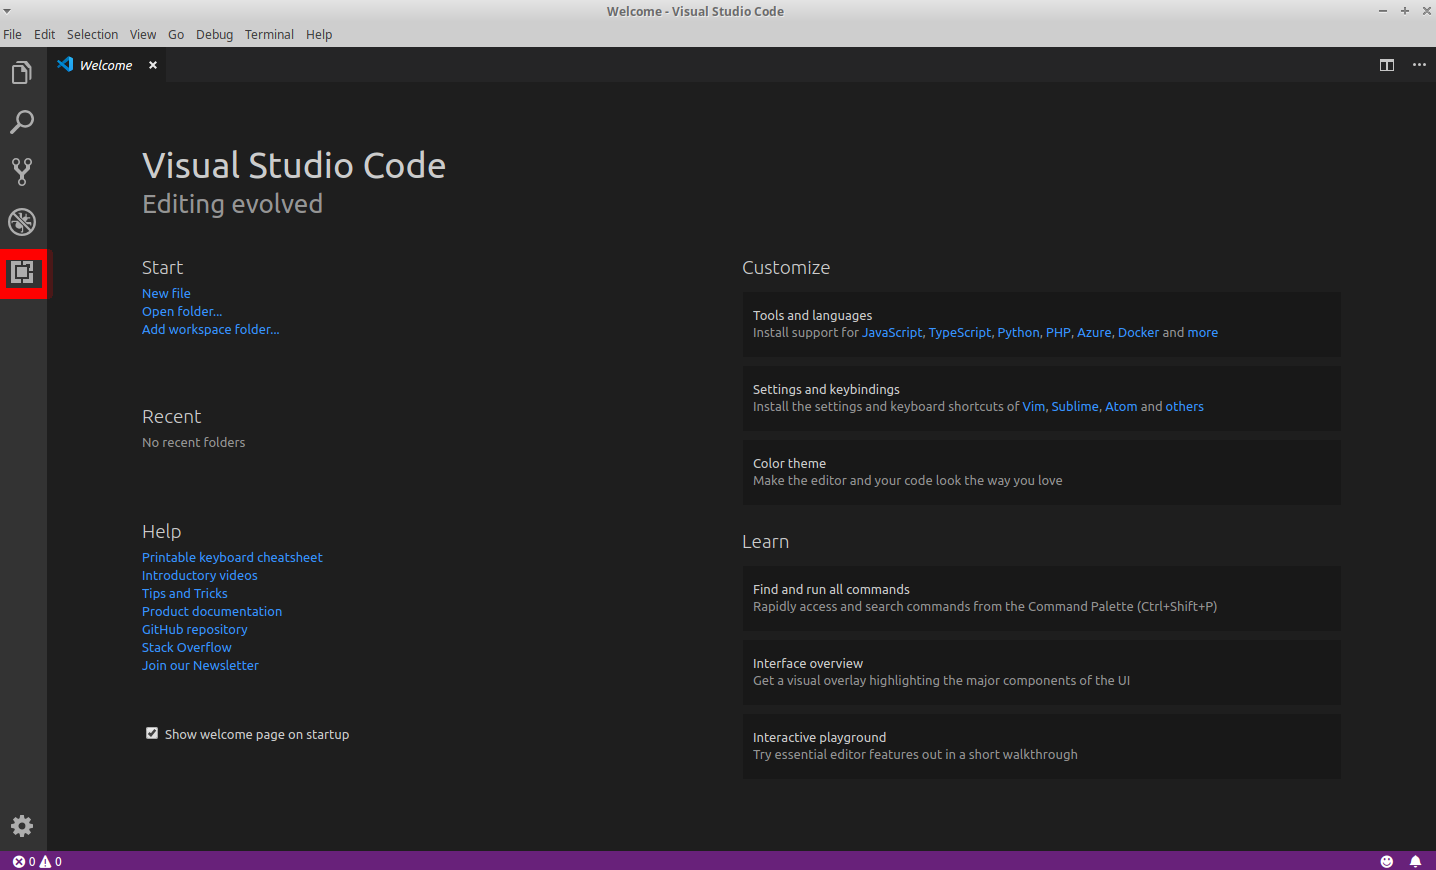 Welcome - Visual Studio Code
File Edit Selection View Go Debug Terminal Help
Welcome
Visual Studio Code
Editing evolved
Start
New file
Open folder...
Add workspace folder...
Recent
No recent folders
Help
Printable keyboard cheatsheet
Introductory videos
Tips and Tricks
Product documentation
GitHub repository
Stack Overflow
Join our Newsletter
Show welcome page on startup
Customize
Tools and languages
Install support for JavaScript, TypeScript, Python, PHP, Azure, Docker and more
Settings and keybindings
Install the settings and keyboard shortcuts of Vim, Sublime, Atom and others
Color theme
Make the editor and your code look the way you love
Learn
Find and run all commands
Rapidly access and search commands from the Command Palette (Ctrl+Shift+P)
Interface overview
Get a visual overlay highlighting the major components of the UI
Interactive playground
Try essential editor features out in a short walkthrough
0 0